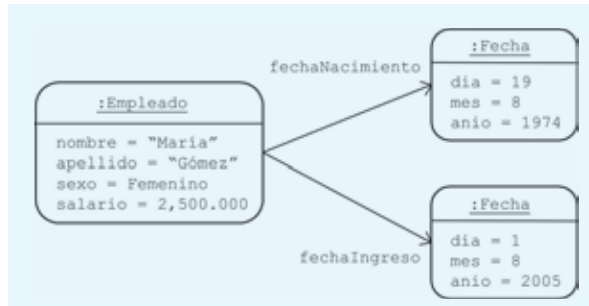 :Empleado
nombre = “María”
apellido = “Gómez”
sexo = Femenino
salario = 2,500.000
fechaNacimiento
:Fecha
dia = 19
mes = 8
anio = 1974
fechaIngreso
:Fecha
dia = 1
mes = 8
anio = 2005